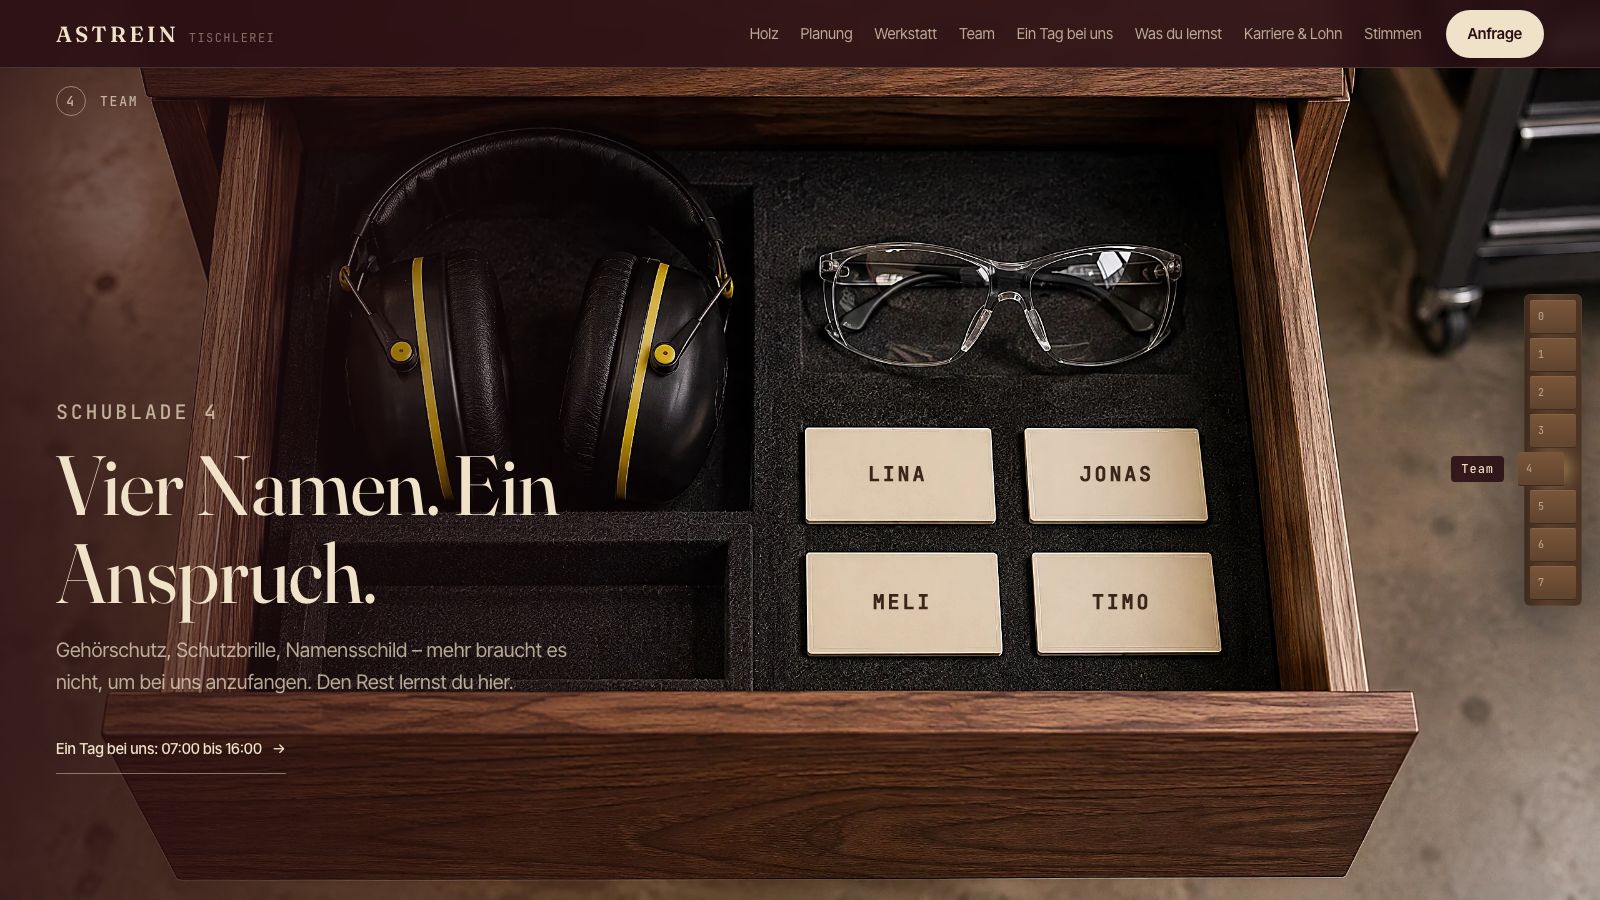 ASTREIN TISCHLEREI
Holz Planung Werkstatt Team Ein Tag bei uns Was du lernst Karriere & Lohn Stimmen Anfrage
4 TEAM
SCHUBLADE 4
Vier Namen. Ein
Anspruch.
Gehörschutz, Schutzbrille, Namensschild – mehr braucht es
nicht, um bei uns anzufangen. Den Rest lernst du hier.
Ein Tag bei uns: 07:00 bis 16:00 →
LINA JONAS
MELI TIMO
0
1
2
3
Team 4
5
6
7